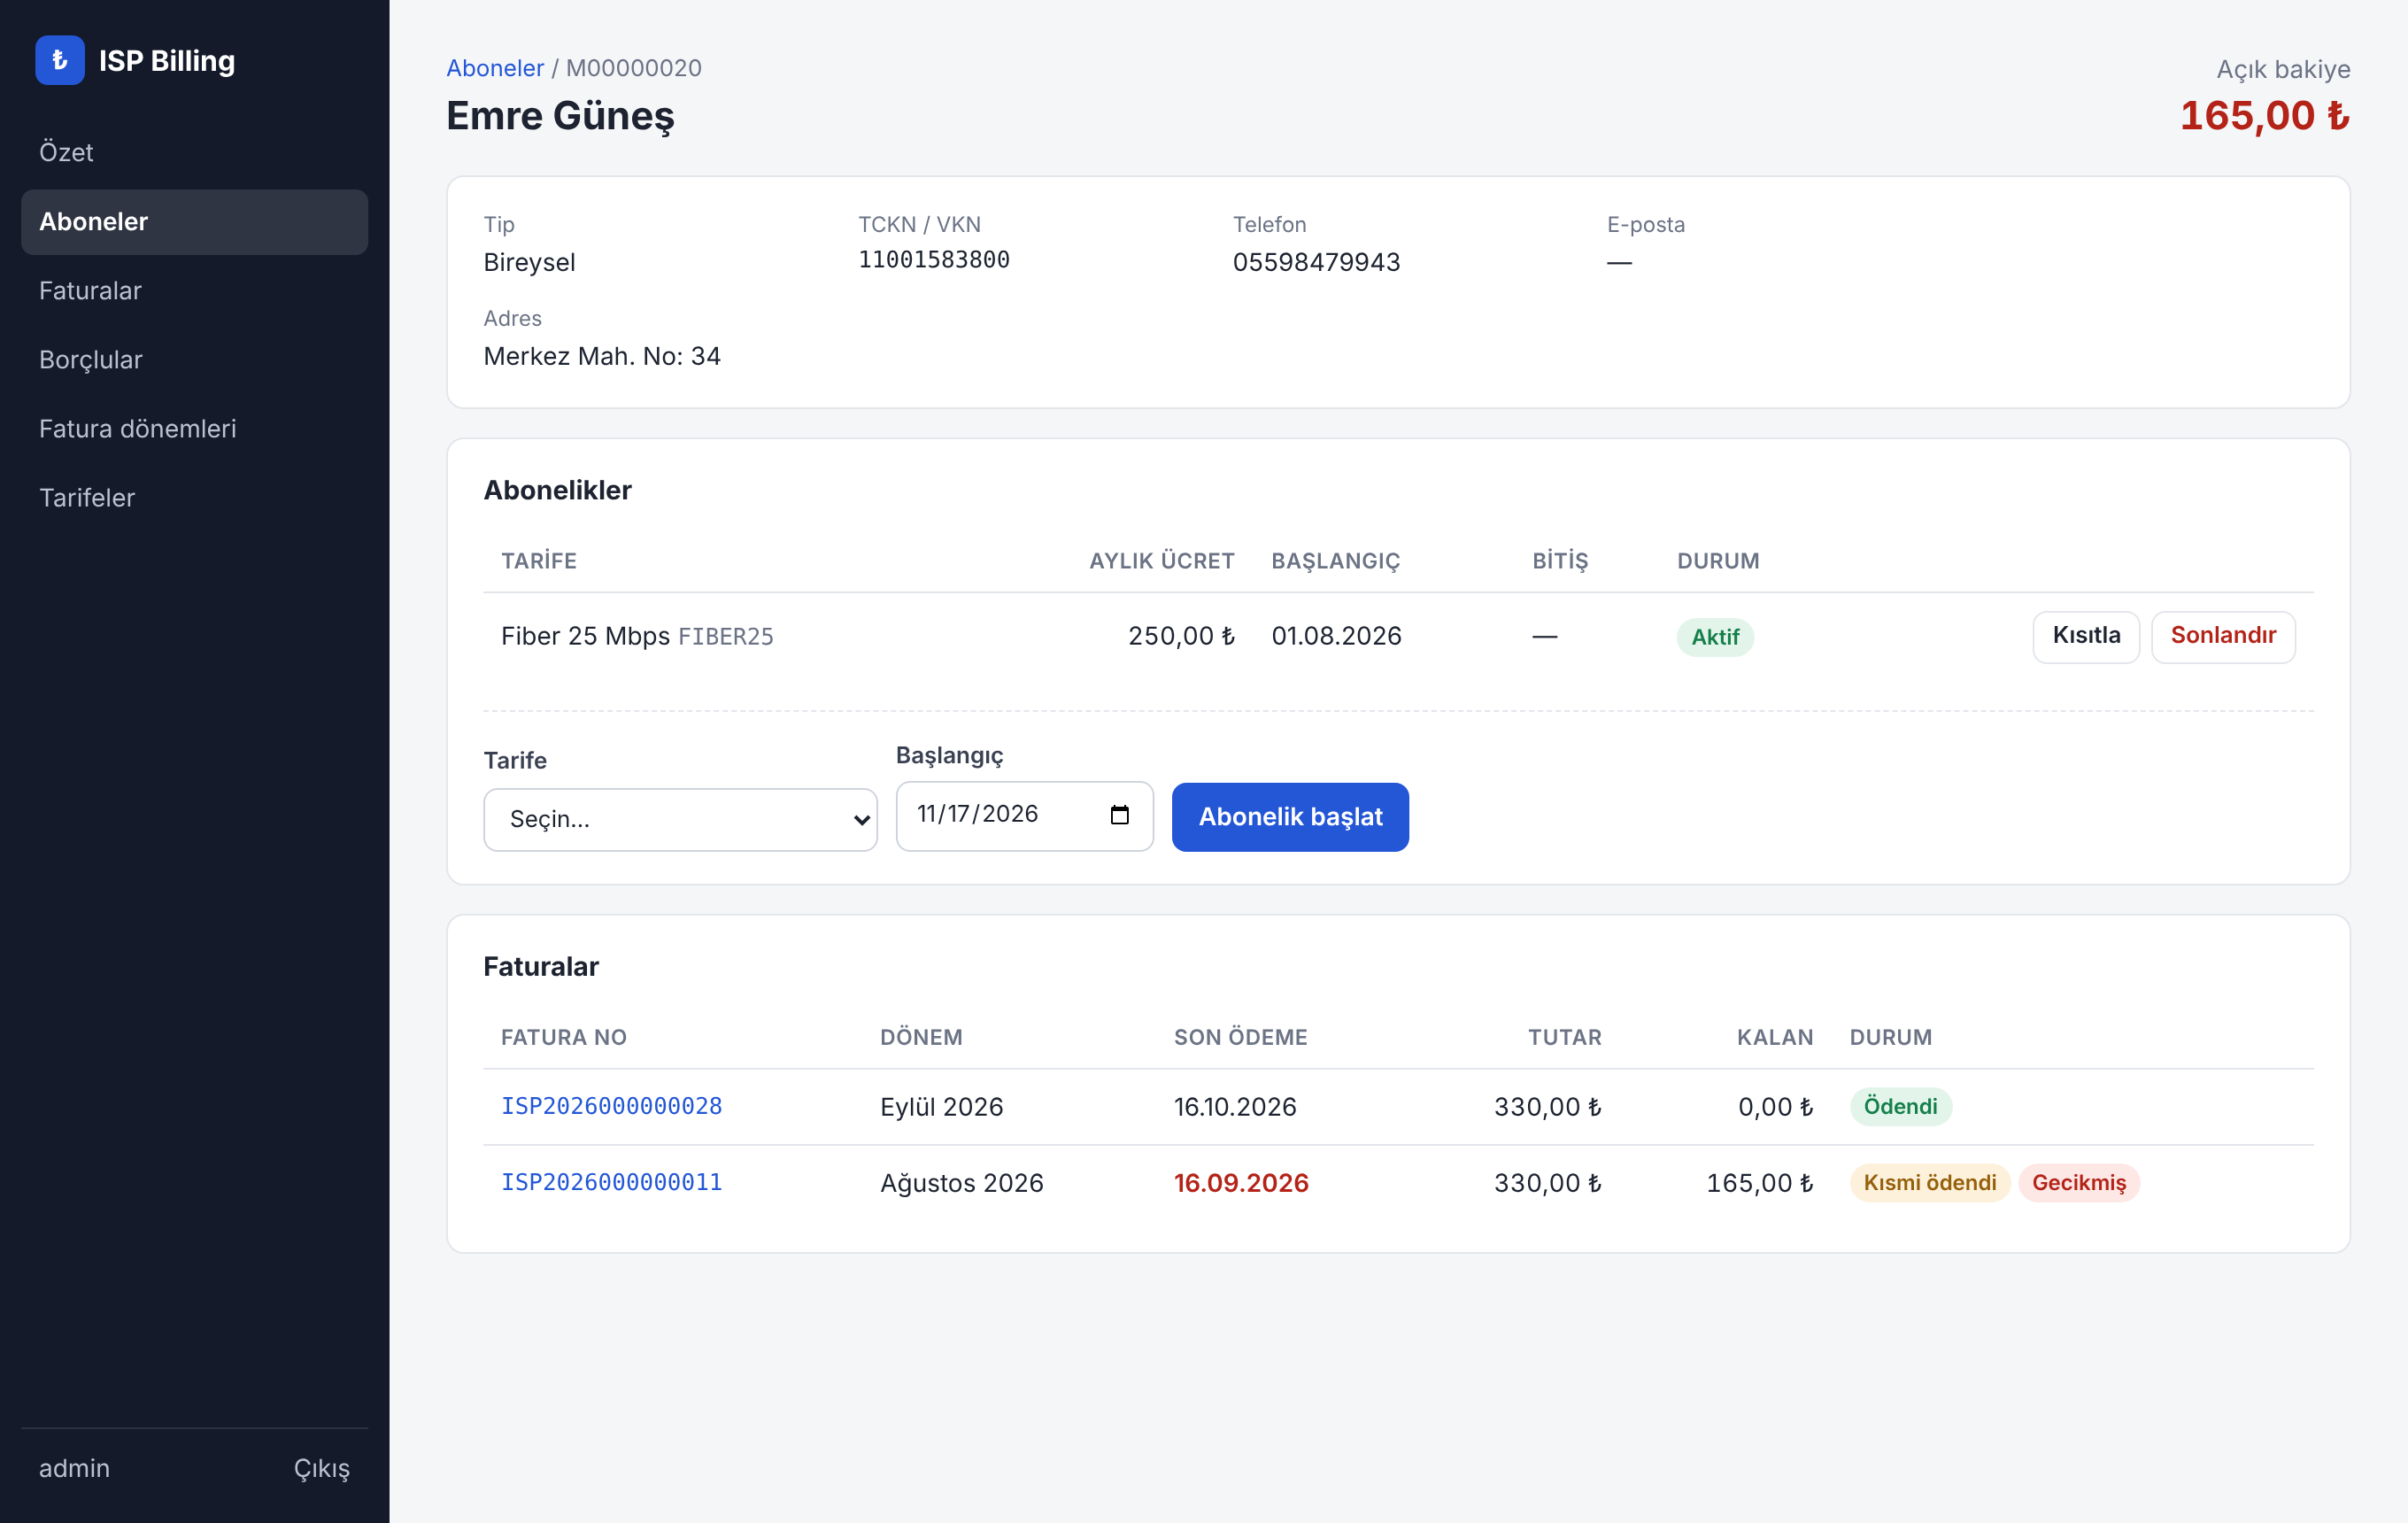 ₺ ISP Billing
Özet
Aboneler
Faturalar
Borçlular
Fatura dönemleri
Tarifeler
admin Çıkış
Aboneler / M00000020
Emre Güneş
Açık bakiye
165,00 ₺
Tip TCKN / VKN Telefon E-posta
Bireysel 11001583800 05598479943 —
Adres
Merkez Mah. No: 34
Abonelikler
TARİFE AYLIK ÜCRET BAŞLANGIÇ BİTİŞ DURUM
Fiber 25 Mbps FIBER25 250,00 ₺ 01.08.2026 — Aktif Kısıtla Sonlandır
Tarife Başlangıç
Seçin... 11/17/2026 Abonelik başlat
Faturalar
FATURA NO DÖNEM SON ÖDEME TUTAR KALAN DURUM
ISP2026000000028 Eylül 2026 16.10.2026 330,00 ₺ 0,00 ₺ Ödendi
ISP2026000000011 Ağustos 2026 16.09.2026 330,00 ₺ 165,00 ₺ Kısmi ödendi Gecikmiş